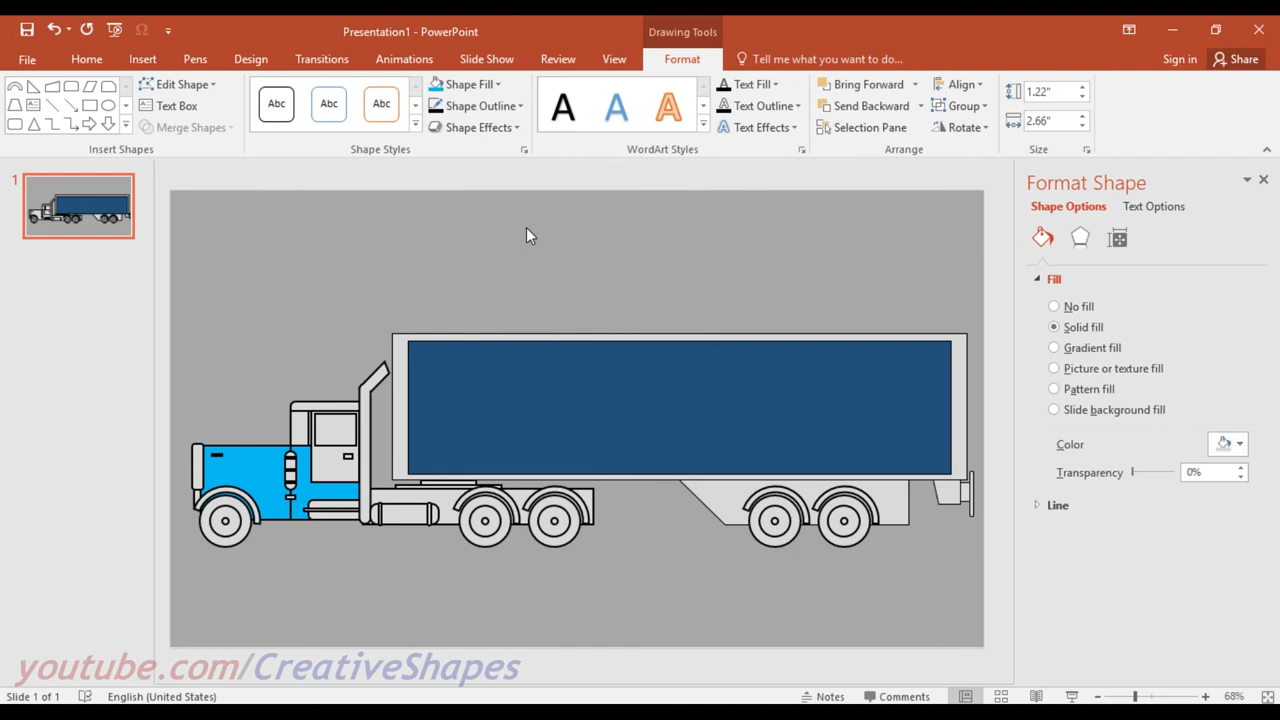 Presentation1 - PowerPoint
Drawing Tools
File Home Insert Pens Design Transitions Animations Slide Show Review View Format Tell me what you want to do... Sign in Share
Edit Shape Abc Abc Abc Shape Fill A A A Text Fill Bring Forward Align 1.22"
Text Box Shape Outline Text Outline Send Backward Group 2.66"
Merge Shapes Shape Effects Text Effects Selection Pane Rotate
Insert Shapes Shape Styles WordArt Styles Arrange Size
1
Format Shape
Shape Options Text Options
Fill
No fill
Solid fill
Gradient fill
Picture or texture fill
Pattern fill
Slide background fill
Color
Transparency 0%
Line
youtube.com/CreativeShapes
Slide 1 of 1 English (United States) Notes Comments 68%